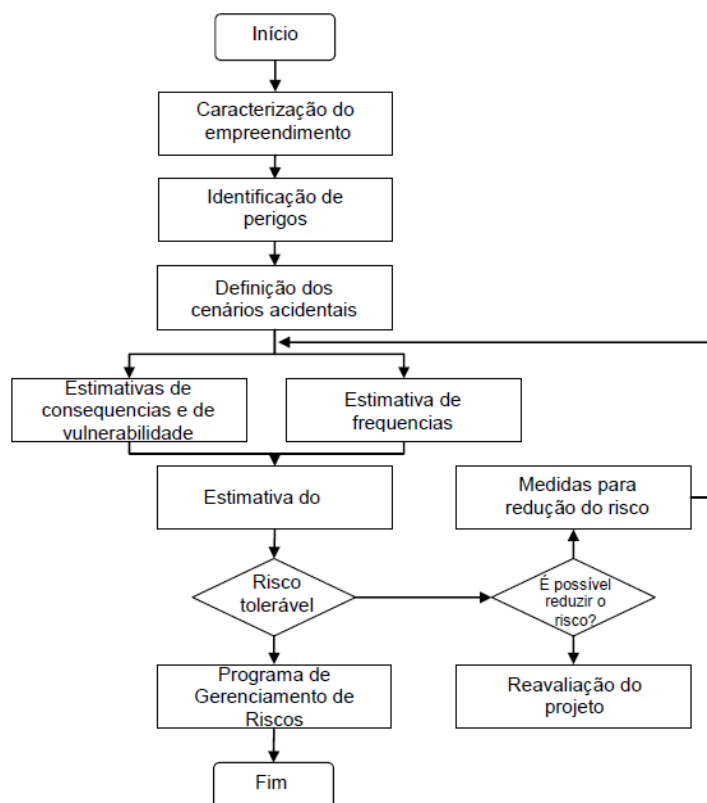 Início
Caracterização do
empreendimento
Identificação de
perigos
Definição dos
cenários acidentais
Estimativas de
consequencias e de
vulnerabilidade
Estimativa de
frequencias
Estimativa do
Medidas para
redução do risco
Risco
tolerável
É possível
reduzir o
risco?
Programa de
Gerenciamento de
Riscos
Reavaliação do
projeto
Fim